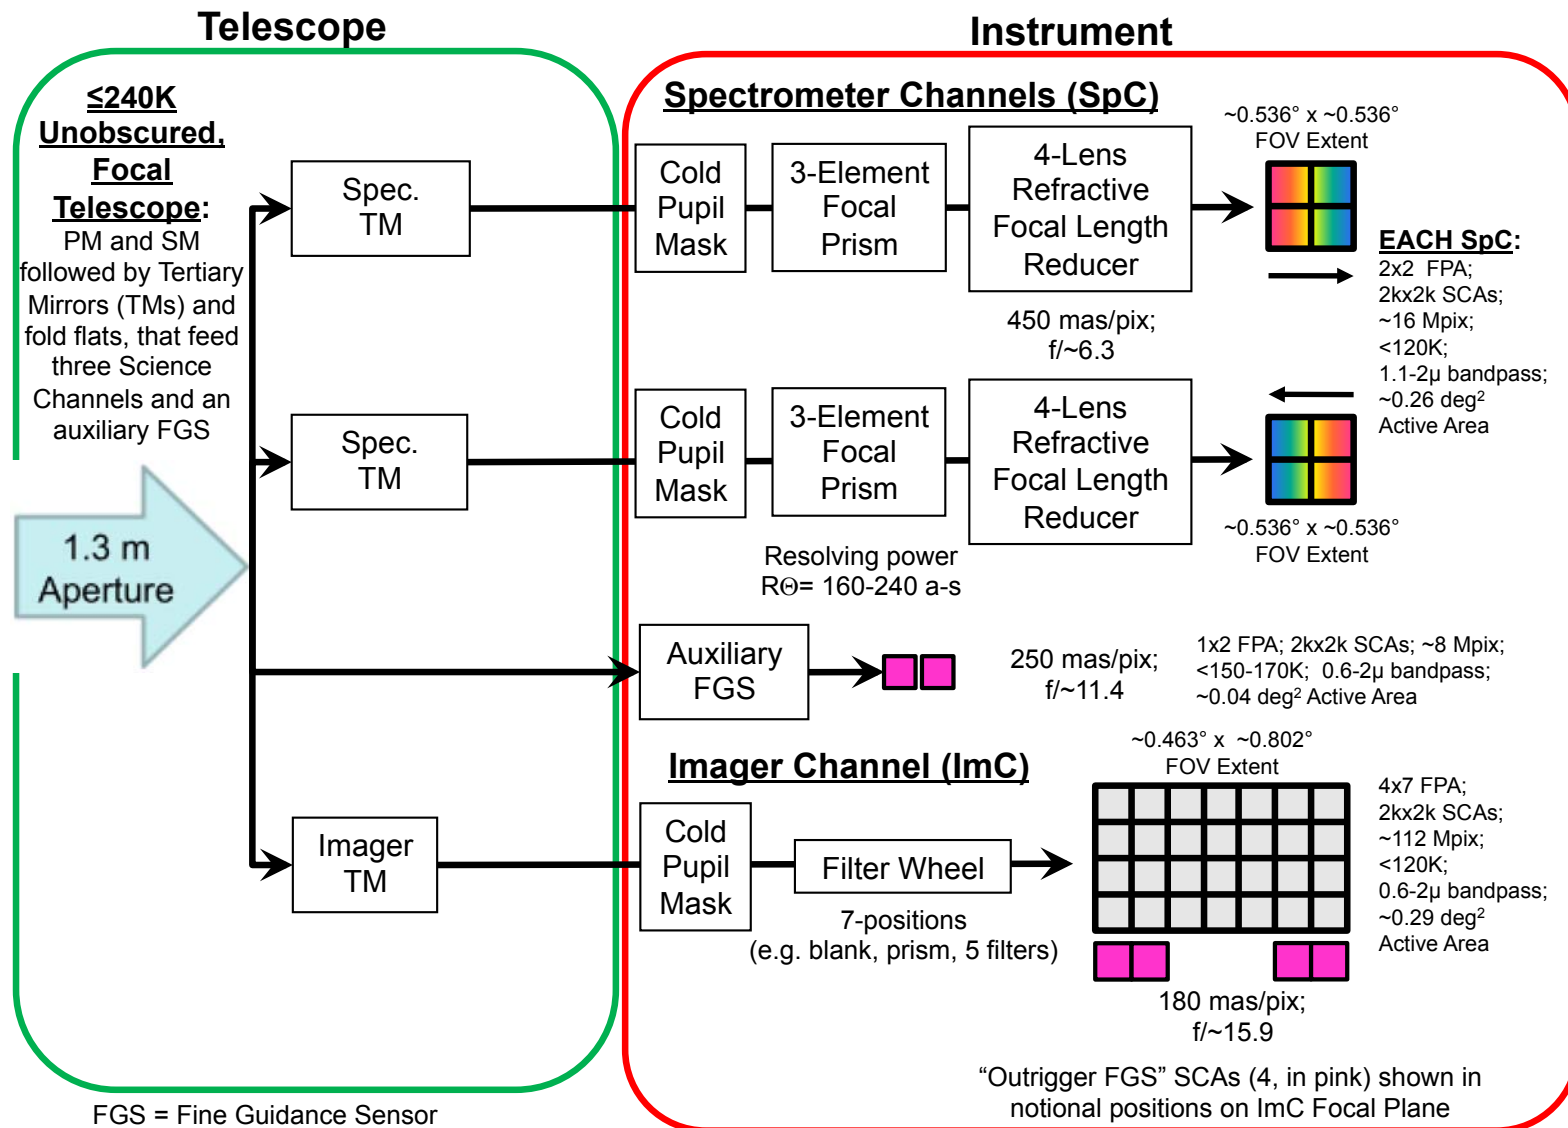 Telescope
Instrument
≤240K
Unobscured,
Focal
Telescope:
PM and SM
followed by Tertiary
Mirrors (TMs) and
fold flats, that feed
three Science
Channels and an
auxiliary FGS
1.3 m
Aperture
Spec.
TM
Spec.
TM
Imager
TM
FGS = Fine Guidance Sensor
Spectrometer Channels (SpC)
Cold
Pupil
Mask
3-Element
Focal
Prism
4-Lens
Refractive
Focal Length
Reducer
450 mas/pix;
f/~6.3
~0.536° x ~0.536°
FOV Extent
EACH SpC:
2x2 FPA;
2kx2k SCAs;
~16 Mpix;
<120K;
1.1-2µ bandpass;
~0.26 deg²
Active Area
Cold
Pupil
Mask
3-Element
Focal
Prism
4-Lens
Refractive
Focal Length
Reducer
~0.536° x ~0.536°
FOV Extent
Resolving power
RΘ= 160-240 a-s
Auxiliary
FGS
250 mas/pix;
f/~11.4
1x2 FPA; 2kx2k SCAs; ~8 Mpix;
<150-170K; 0.6-2µ bandpass;
~0.04 deg² Active Area
Imager Channel (ImC)
~0.463° x ~0.802°
FOV Extent
Cold
Pupil
Mask
Filter Wheel
7-positions
(e.g. blank, prism, 5 filters)
4x7 FPA;
2kx2k SCAs;
~112 Mpix;
<120K;
0.6-2µ bandpass;
~0.29 deg²
Active Area
180 mas/pix;
f/~15.9
“Outrigger FGS” SCAs (4, in pink) shown in
notional positions on ImC Focal Plane